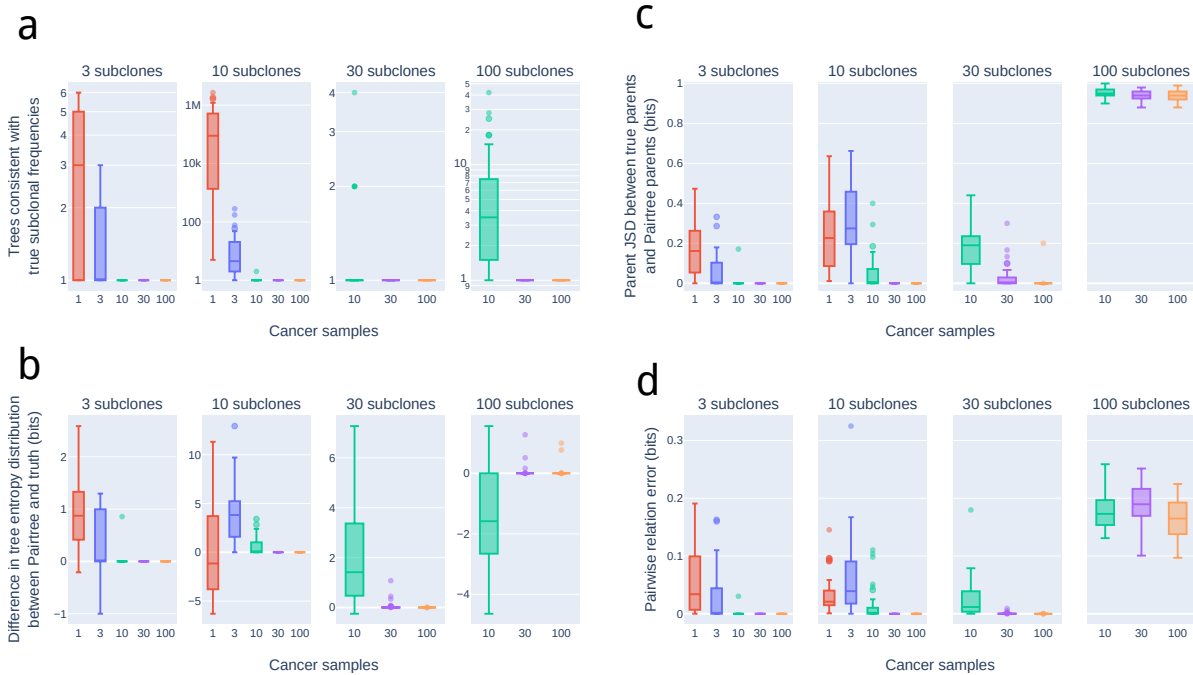 a
3 subclones
10 subclones
30 subclones
100 subclones
Trees consistent with
true subclonal frequencies
6
5
4
3
2
1
1M
10k
100
1
4
3
2
1
5
4
3
2
10
9
8
7
6
5
4
3
2
1
9
1 3 10 30 100
1 3 10 30 100
10 30 100
10 30 100
Cancer samples
b
3 subclones
10 subclones
30 subclones
100 subclones
Difference in tree entropy distribution
between Pairtree and truth (bits)
2
1
0
−1
10
5
0
−5
6
4
2
0
0
−2
−4
1 3 10 30 100
1 3 10 30 100
10 30 100
10 30 100
Cancer samples
c
3 subclones
10 subclones
30 subclones
100 subclones
Parent JSD between true parents
and Pairtree parents (bits)
1
0.8
0.6
0.4
0.2
0
1 3 10 30 100
1 3 10 30 100
10 30 100
10 30 100
Cancer samples
d
3 subclones
10 subclones
30 subclones
100 subclones
Pairwise relation error (bits)
0.3
0.2
0.1
0
1 3 10 30 100
1 3 10 30 100
10 30 100
10 30 100
Cancer samples